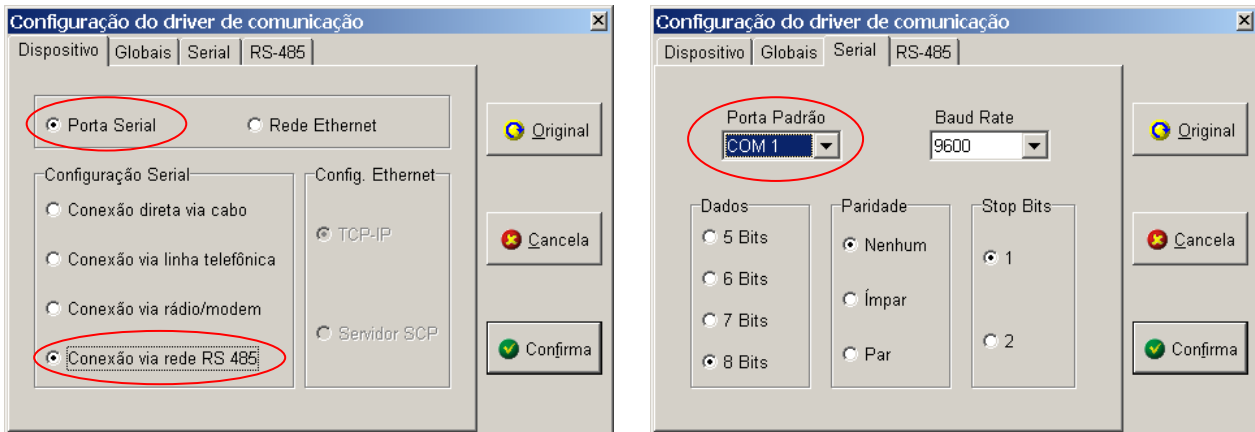 Configuração do driver de comunicação
Dispositivo Globais Serial RS-485
Porta Serial Rede Ethernet
Original
Configuração Serial Config. Ethernet
Conexão direta via cabo
TCP-IP
Cancela
Conexão via linha telefônica
Conexão via rádio/modem
Servidor SCP
Confirma
Conexão via rede RS 485
Configuração do driver de comunicação
Dispositivo Globais Serial RS-485
Porta Padrão Baud Rate
COM 1 9600
Original
Dados Paridade Stop Bits
5 Bits Nenhum 1
Cancela
6 Bits Ímpar
7 Bits 2
Confirma
8 Bits Par